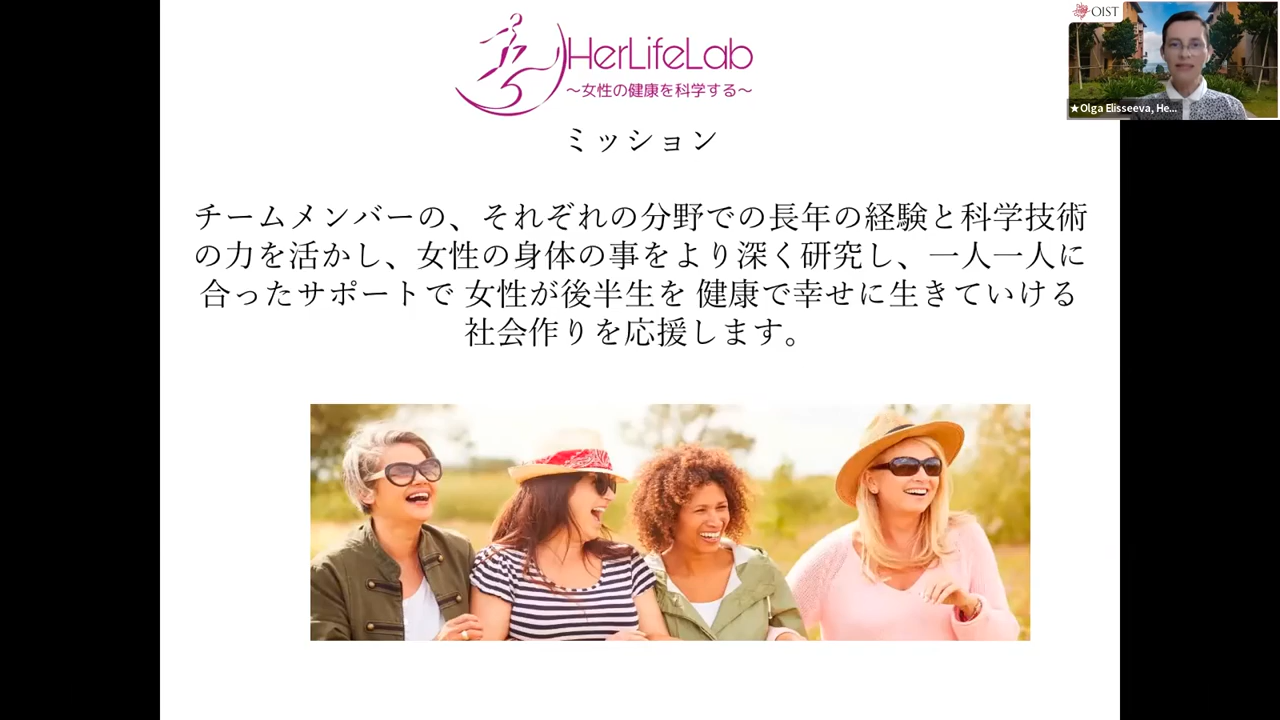 HerLifeLab
～女性の健康を科学する～
OIST
★Olga Elisseeva, He...
ミッション
チームメンバーの、それぞれの分野での長年の経験と科学技術
の力を活かし、女性の身体の事をより深く研究し、一人一人に
合ったサポートで 女性が後半生を 健康で幸せに生きていける
社会作りを応援します。